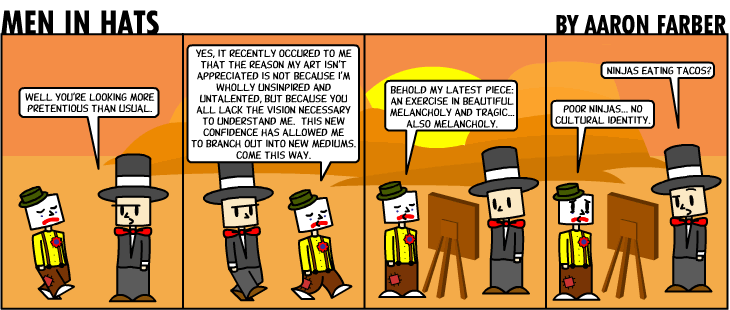 MEN IN HATS
BY AARON FARBER
WELL YOU'RE LOOKING MORE
PRETENTIOUS THAN USUAL.
YES, IT RECENTLY OCCURED TO ME
THAT THE REASON MY ART ISN'T
APPRECIATED IS NOT BECAUSE I'M
WHOLLY UNSINPIRED AND
UNTALENTED, BUT BECAUSE YOU
ALL LACK THE VISION NECESSARY
TO UNDERSTAND ME. THIS NEW
CONFIDENCE HAS ALLOWED ME
TO BRANCH OUT INTO NEW MEDIUMS.
COME THIS WAY.
BEHOLD MY LATEST PIECE:
AN EXERCISE IN BEAUTIFUL
MELANCHOLY AND TRAGIC...
ALSO MELANCHOLY.
NINJAS EATING TACOS?
POOR NINJAS... NO
CULTURAL IDENTITY.